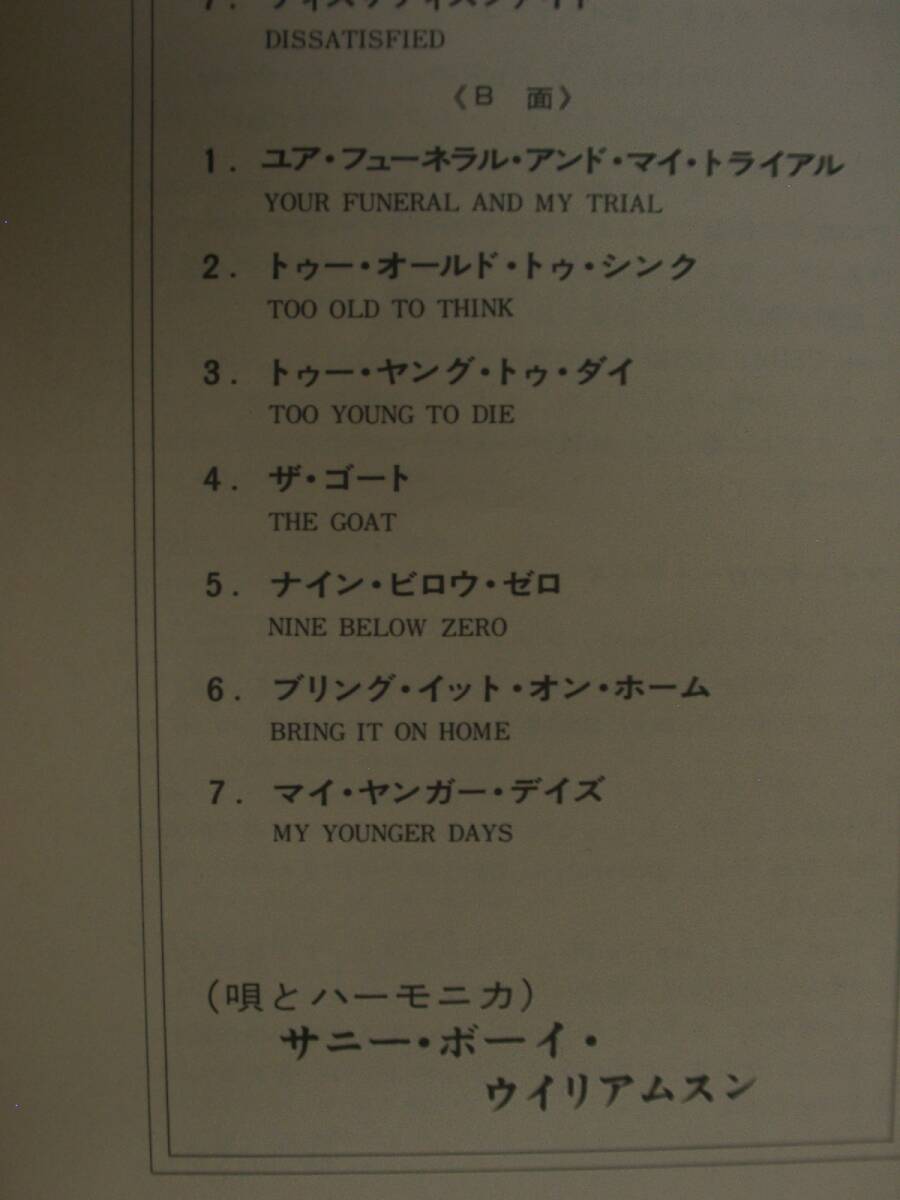 DISSATISFIED
《B 面》
1. ユア・フューネラル・アンド・マイ・トライアル
YOUR FUNERAL AND MY TRIAL
2. トゥー・オールド・トゥ・シンク
TOO OLD TO THINK
3. トゥー・ヤング・トゥ・ダイ
TOO YOUNG TO DIE
4. ザ・ゴート
THE GOAT
5. ナイン・ビロウ・ゼロ
NINE BELOW ZERO
6. ブリング・イット・オン・ホーム
BRING IT ON HOME
7. マイ・ヤンガー・デイズ
MY YOUNGER DAYS
(唄とハーモニカ)
サニー・ボーイ・
ウイリアムスン